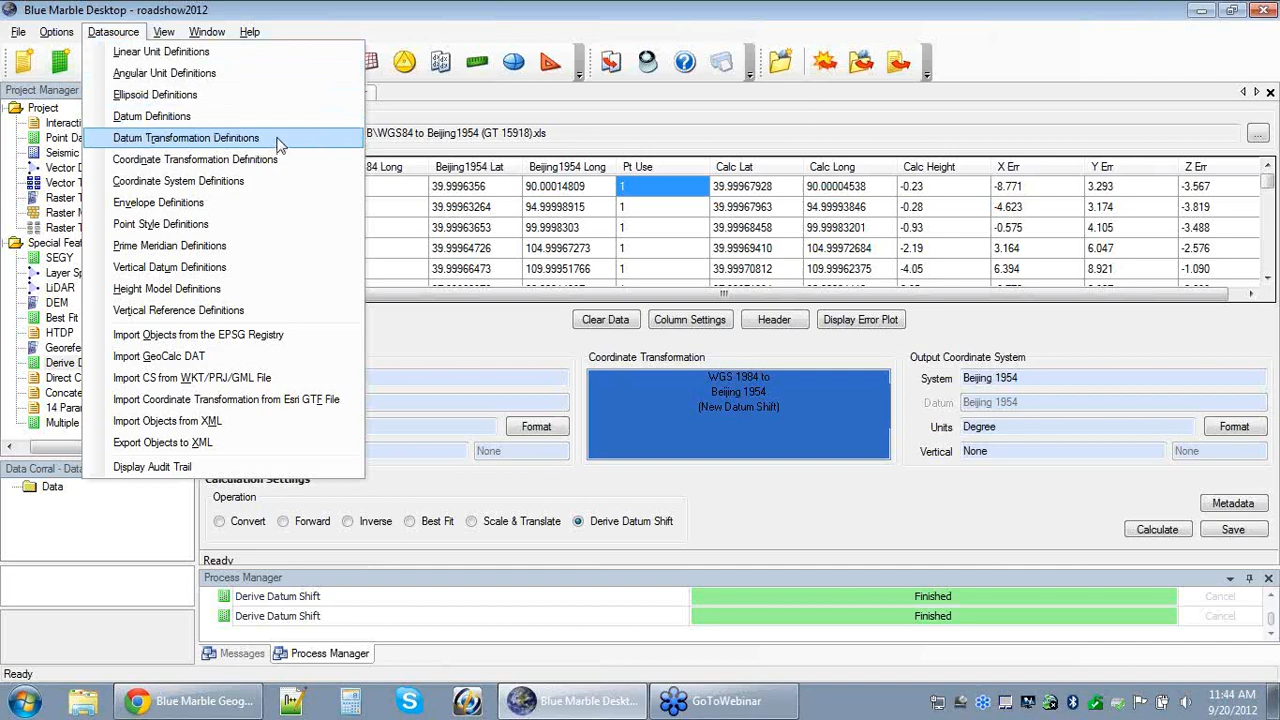 Blue Marble Desktop - roadshow2012
File Options Datasource View Window Help
Project Manager
Project
Interacti
Point Da
Seismic
Vector D
Vector T
Raster
Raster M
Raster T
Special Feat
SEGY
Layer Sp
LiDAR
DEM
Best Fit
HTDP
Georefe
Derive D
Direct C
Concate
14 Param
Multiple
Data Corral - Data
Data
Linear Unit Definitions
Angular Unit Definitions
Ellipsoid Definitions
Datum Definitions
Datum Transformation Definitions
Coordinate Transformation Definitions
Coordinate System Definitions
Envelope Definitions
Point Style Definitions
Prime Meridian Definitions
Vertical Datum Definitions
Height Model Definitions
Vertical Reference Definitions
Import Objects from the EPSG Registry
Import GeoCalc DAT
Import CS from WKT/PRJ/GML File
Import Coordinate Transformation from Esri GTF File
Import Objects from XML
Export Objects to XML
Display Audit Trail
B\WGS84 to Beijing1954 (GT 15918).xls ...
84 Long Beijing1954 Lat Beijing1954 Long Pt Use Calc Lat Calc Long Calc Height X Err Y Err Z Err
39.9996356 90.00014809 1 39.99967928 90.00004538 -0.23 -8.771 3.293 -3.567
39.99963264 94.99998915 1 39.99967963 94.99993846 -0.28 -4.623 3.174 -3.819
39.99963653 99.99983201 1 39.99968459 99.99983891 -0.93 -0.575 4.105 -3.488
39.99964726 104.99967273 1 39.99969410 104.99972684 -2.19 3.164 6.047 -2.576
39.99966473 109.99951766 1 39.99970812 109.99962375 -4.05 6.394 8.921 -1.090
Clear Data Column Settings Header Display Error Plot
Coordinate Transformation
WGS 1984 to
Beijing 1954
(New Datum Shift)
Output Coordinate System
System Beijing 1954
Datum Beijing 1954
Format Units Degree Format
None Vertical None None
Calculation Settings
Operation
Convert Forward Inverse Best Fit Scale & Translate Derive Datum Shift
Metadata
Calculate Save
Ready
Process Manager
Derive Datum Shift Finished Cancel
Derive Datum Shift Finished Cancel
Messages Process Manager
Ready
Blue Marble Geog... Blue Marble Deskt... GoToWebinar
11:44 AM
9/20/2012